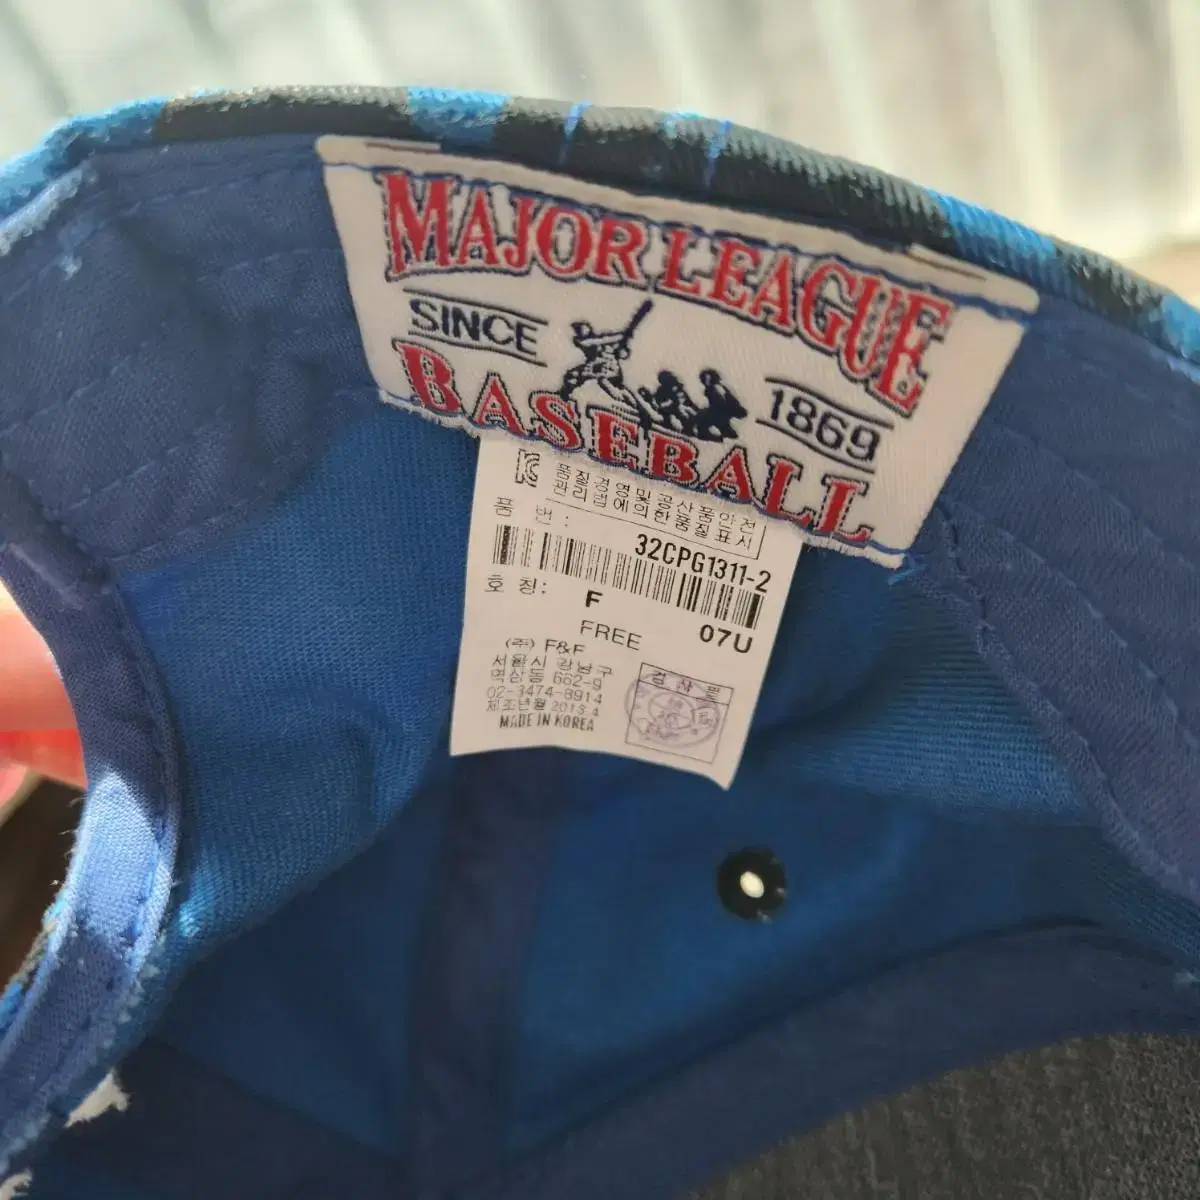 MAJOR LEAGUE
SINCE
1869
BASEBALL
품질경영및공산품안전
관리법에의한품질표시
품 번:
32CPG1311-2
호 칭: F
FREE 07U
(주) F&F
서울시 강남구
역삼동 662-9
02-3474-8914
제조년월 2013.4
MADE IN KOREA
검사필